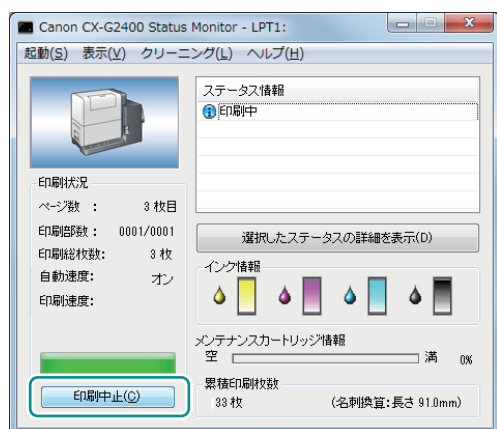 Canon CX-G2400 Status Monitor - LPT1:
起動(S) 表示(V) クリーニング(L) ヘルプ(H)
ステータス情報
印刷中
選択したステータスの詳細を表示(D)
印刷状況
ページ数 : 3 枚目
印刷部数 : 0001/0001
印刷総枚数: 3 枚
自動速度: オン
印刷速度:
インク情報
メンテナンスカートリッジ情報
空 満 0%
印刷中止(C)
累積印刷枚数
33 枚 (名刺換算:長さ 91.0mm)